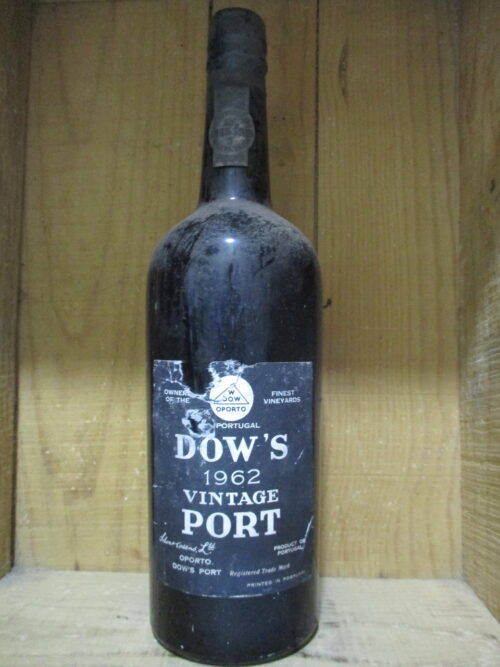 OWNERS OF THE
FINEST VINEYARDS
W
DOW
OPORTO
PORTUGAL
DOW'S
1962
VINTAGE
PORT
Ltd
OPORTO.
DOW'S PORT
PRODUCT OF
PORTUGAL
Registered Trade Mark
PRINTED IN PORTUGAL